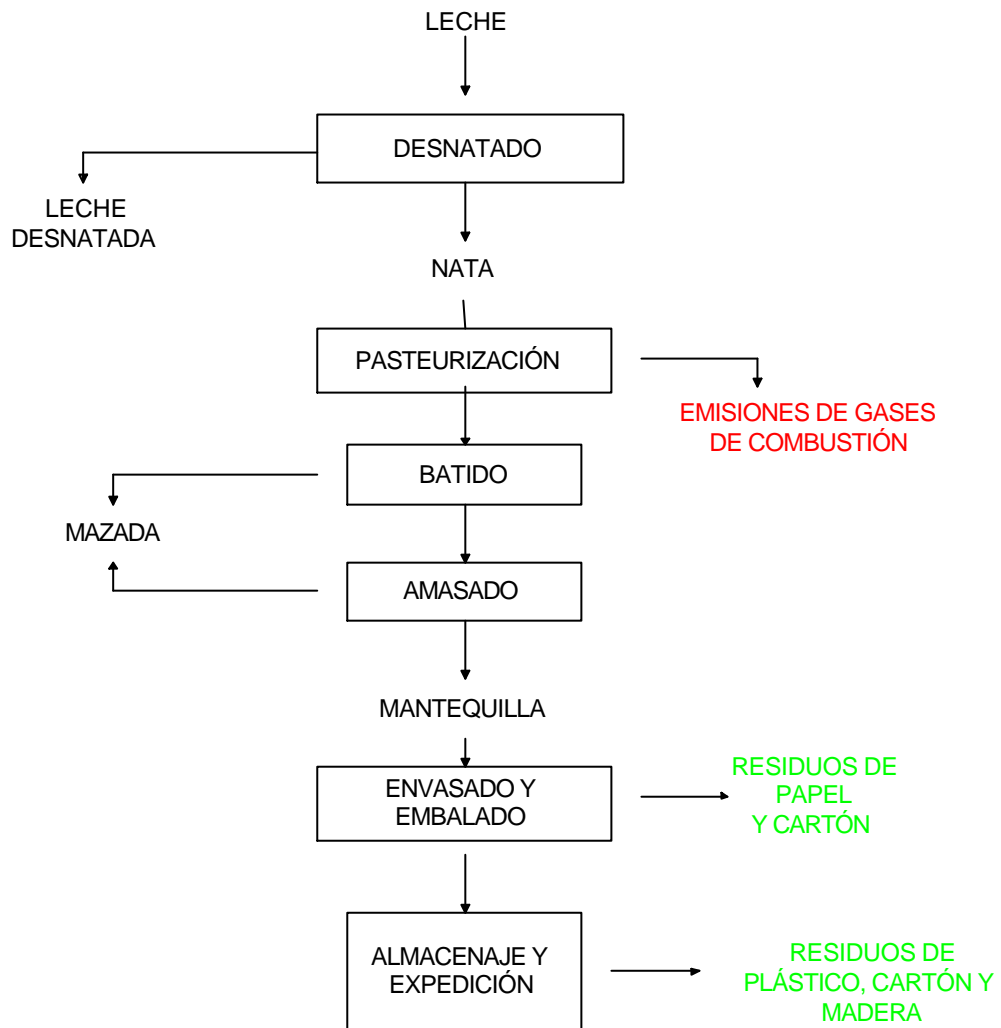 LECHE
DESNATADO
LECHE
DESNATADA
NATA
PASTEURIZACIÓN
EMISIONES DE GASES
DE COMBUSTIÓN
BATIDO
MAZADA
AMASADO
MANTEQUILLA
ENVASADO Y
EMBALADO
RESIDUOS DE
PAPEL
Y CARTÓN
ALMACENAJE Y
EXPEDICIÓN
RESIDUOS DE
PLÁSTICO, CARTÓN Y
MADERA